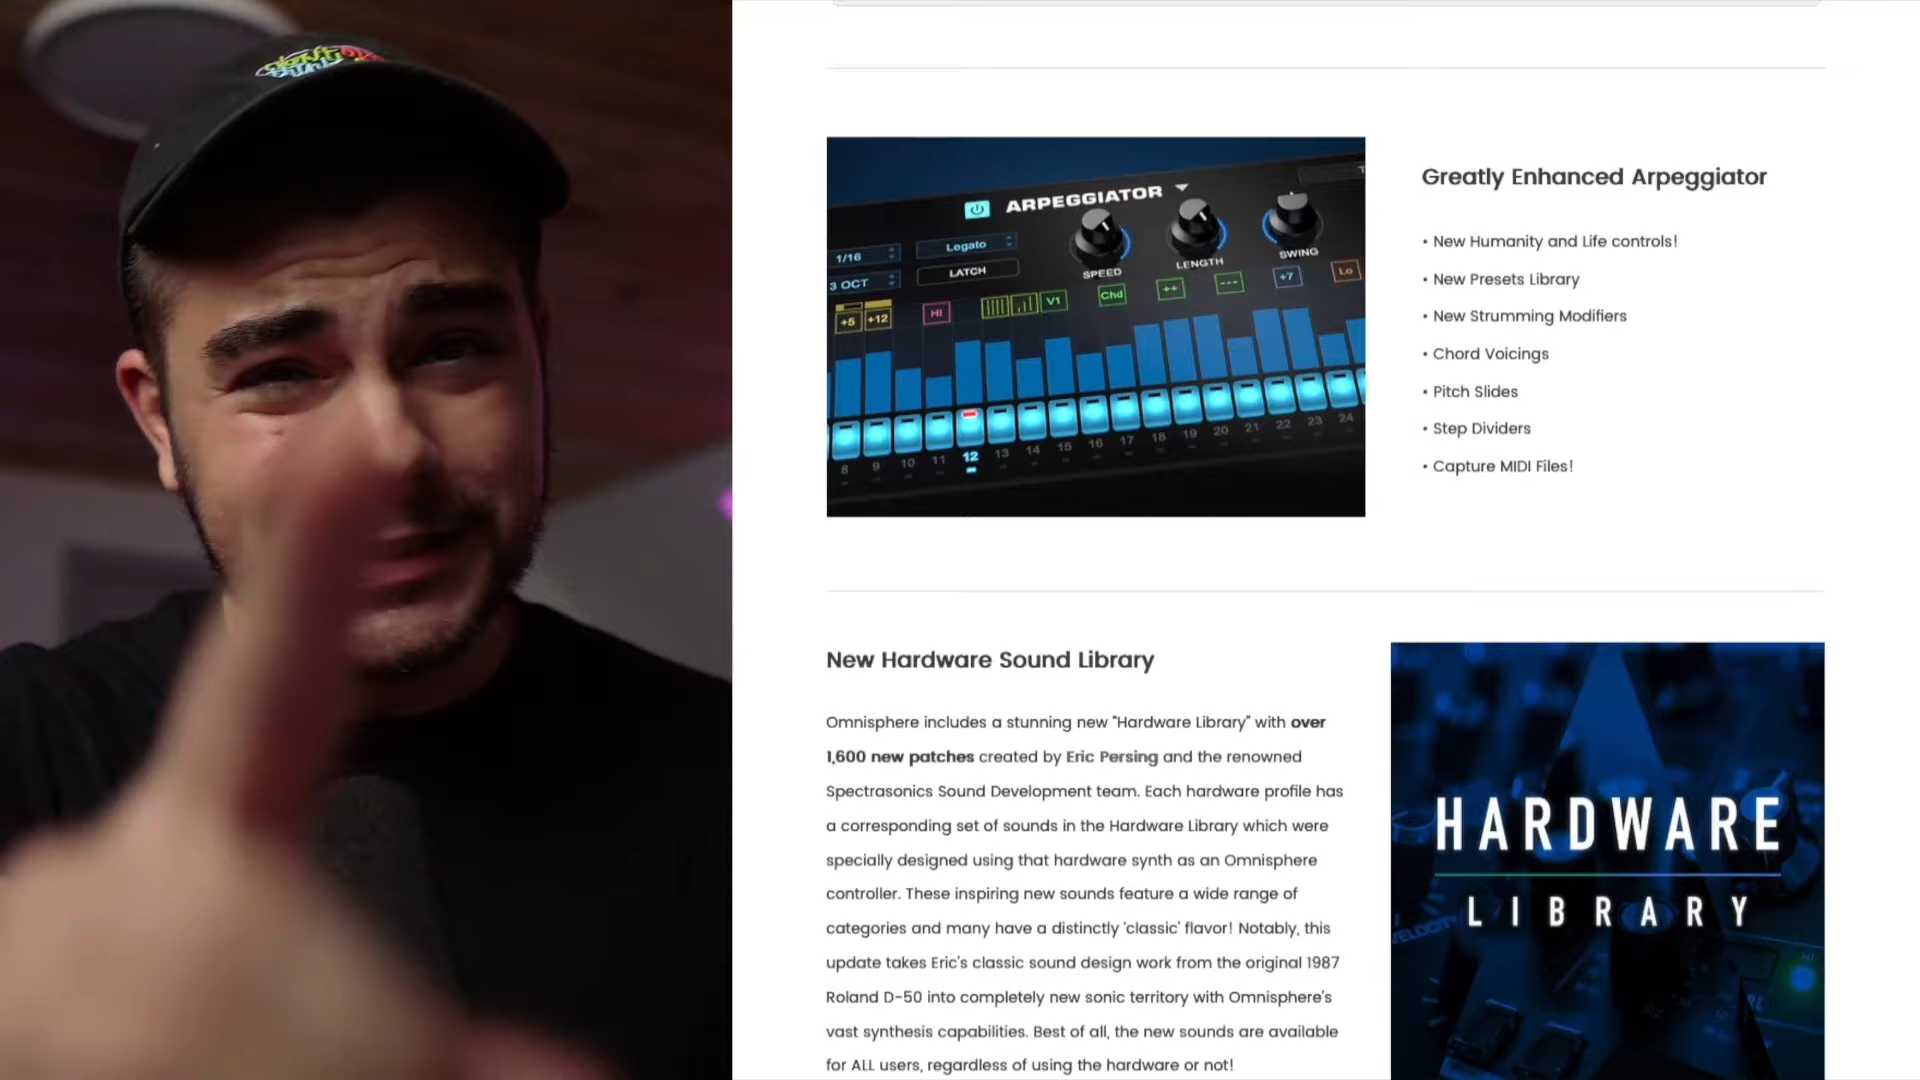 ARPEGGIATOR
1/16
Legato
3 OCT
LATCH
SPEED
LENGTH
SWING
+5
+12
HI
V1
Chd
++
---
+7
Lo
8 9 10 11 12 13 14 15 16 17 18 19 20 21 22 23 24
Greatly Enhanced Arpeggiator
• New Humanity and Life controls!
• New Presets Library
• New Strumming Modifiers
• Chord Voicings
• Pitch Slides
• Step Dividers
• Capture MIDI Files!
New Hardware Sound Library
Omnisphere includes a stunning new "Hardware Library" with over
1,600 new patches created by Eric Persing and the renowned
Spectrasonics Sound Development team. Each hardware profile has
a corresponding set of sounds in the Hardware Library which were
specially designed using that hardware synth as an Omnisphere
controller. These inspiring new sounds feature a wide range of
categories and many have a distinctly 'classic' flavor! Notably, this
update takes Eric's classic sound design work from the original 1987
Roland D-50 into completely new sonic territory with Omnisphere's
vast synthesis capabilities. Best of all, the new sounds are available
for ALL users, regardless of using the hardware or not!
HARDWARE
LIBRARY